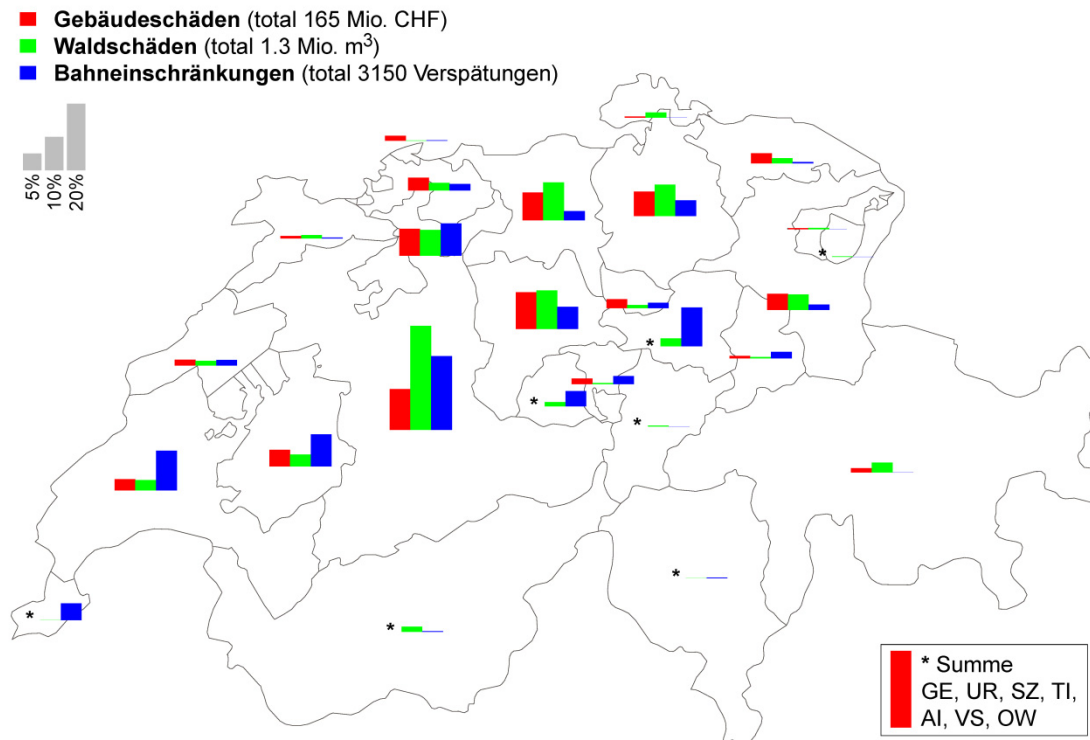 Gebäudeschäden (total 165 Mio. CHF)
Waldschäden (total 1.3 Mio. m³)
Bahneinschränkungen (total 3150 Verspätungen)
5%
10%
20%
*
*
*
*
*
*
*
* Summe
GE, UR, SZ, TI,
AI, VS, OW